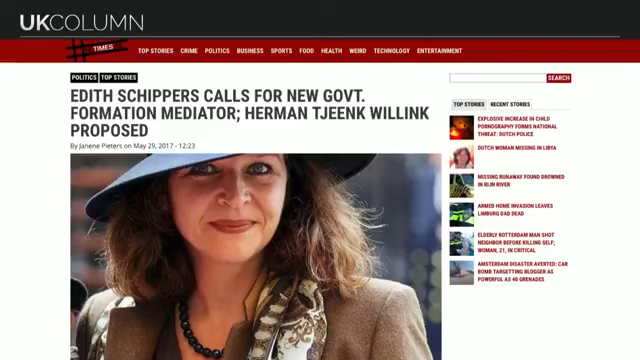 UKCOLUMN
# TIMES
TOP STORIES CRIME POLITICS BUSINESS SPORTS FOOD HEALTH WEIRD TECHNOLOGY ENTERTAINMENT
POLITICS TOP STORIES
EDITH SCHIPPERS CALLS FOR NEW GOVT.
FORMATION MEDIATOR; HERMAN TJEENK WILLINK
PROPOSED
By Janene Pieters on May 29, 2017 - 12:23
SEARCH
TOP STORIES RECENT STORIES
EXPLOSIVE INCREASE IN CHILD
PORNOGRAPHY FORMS NATIONAL
THREAT: DUTCH POLICE
DUTCH WOMAN MISSING IN LIBYA
MISSING RUNAWAY FOUND DROWNED
IN RIJN RIVER
ARMED HOME INVASION LEAVES
LIMBURG DAD DEAD
ELDERLY ROTTERDAM MAN SHOT
NEIGHBOR BEFORE KILLING SELF;
WOMAN, 21, IN CRITICAL
AMSTERDAM DISASTER AVERTED: CAR
BOMB TARGETTING BLOGGER AS
POWERFUL AS 40 GRENADES